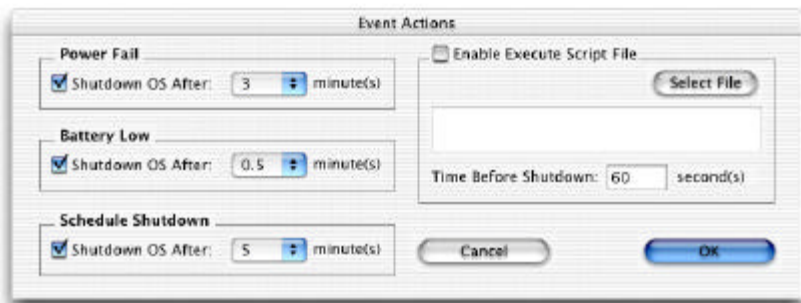 Event Actions
Power Fail
Shutdown OS After: 3 minute(s)
Battery Low
Shutdown OS After: 0.5 minute(s)
Schedule Shutdown
Shutdown OS After: 5 minute(s)
Enable Execute Script File
Select File
Time Before Shutdown: 60 second(s)
Cancel
OK